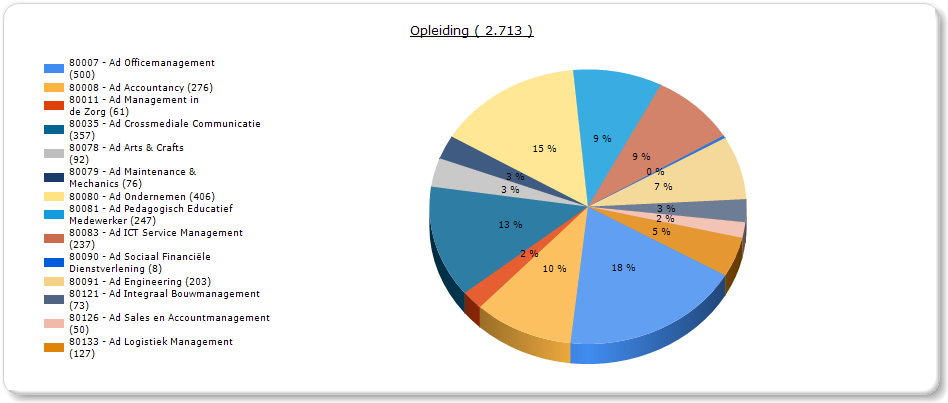 Opleiding ( 2.713 )
80007 - Ad Officemanagement
(500)
80008 - Ad Accountancy (276)
80011 - Ad Management in
de Zorg (61)
80035 - Ad Crossmediale Communicatie
(357)
80078 - Ad Arts & Crafts
(92)
80079 - Ad Maintenance &
Mechanics (76)
80080 - Ad Ondernemen (406)
80081 - Ad Pedagogisch Educatief
Medewerker (247)
80083 - Ad ICT Service Management
(237)
80090 - Ad Sociaal Financiële
Dienstverlening (8)
80091 - Ad Engineering (203)
80121 - Ad Integraal Bouwmanagement
(73)
80126 - Ad Sales en Accountmanagement
(50)
80133 - Ad Logistiek Management
(127)
9 %
15 %
9 %
0 %
3 %
7 %
3 %
3 %
2 %
13 %
5 %
2 %
10 %
18 %